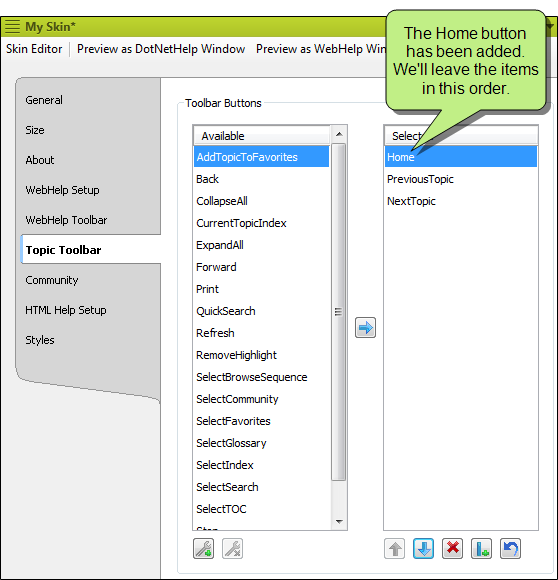 My Skin*
Skin Editor
Preview as DotNetHelp Window
Preview as WebHelp Win
The Home button
has been added.
We'll leave the items
in this order.
General
Size
About
WebHelp Setup
WebHelp Toolbar
Topic Toolbar
Community
HTML Help Setup
Styles
Toolbar Buttons
Available
AddTopicToFavorites
Back
CollapseAll
CurrentTopicIndex
ExpandAll
Forward
Print
QuickSearch
Refresh
RemoveHighlight
SelectBrowseSequence
SelectCommunity
SelectFavorites
SelectGlossary
SelectIndex
SelectSearch
SelectTOC
Select
Home
PreviousTopic
NextTopic